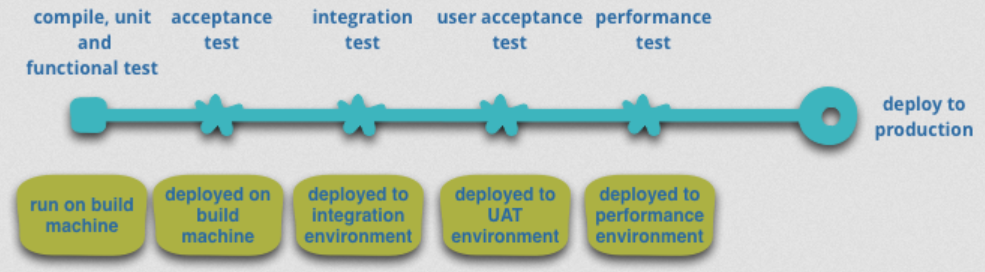 compile, unit
and
functional test
acceptance
test
integration
test
user acceptance
test
performance
test
deploy to
production
run on build
machine
deployed on
build
machine
deployed to
integration
environment
deployed to
UAT
environment
deployed to
performance
environment